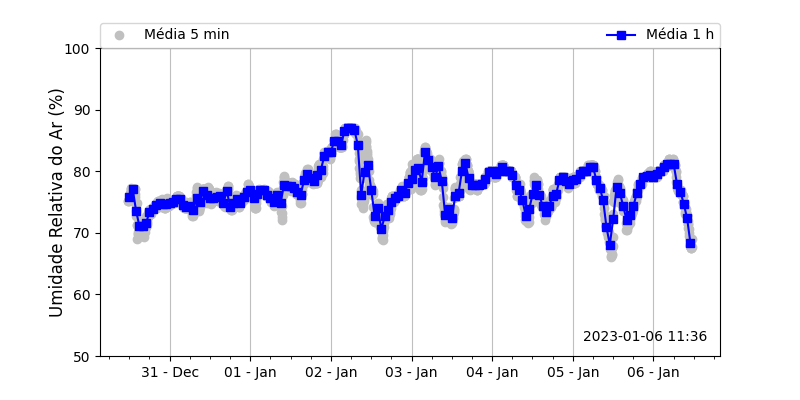 Média 5 min
Média 1 h
Umidade Relativa do Ar (%)
100
90
80
70
60
50
2023-01-06 11:36
31 - Dec
01 - Jan
02 - Jan
03 - Jan
04 - Jan
05 - Jan
06 - Jan